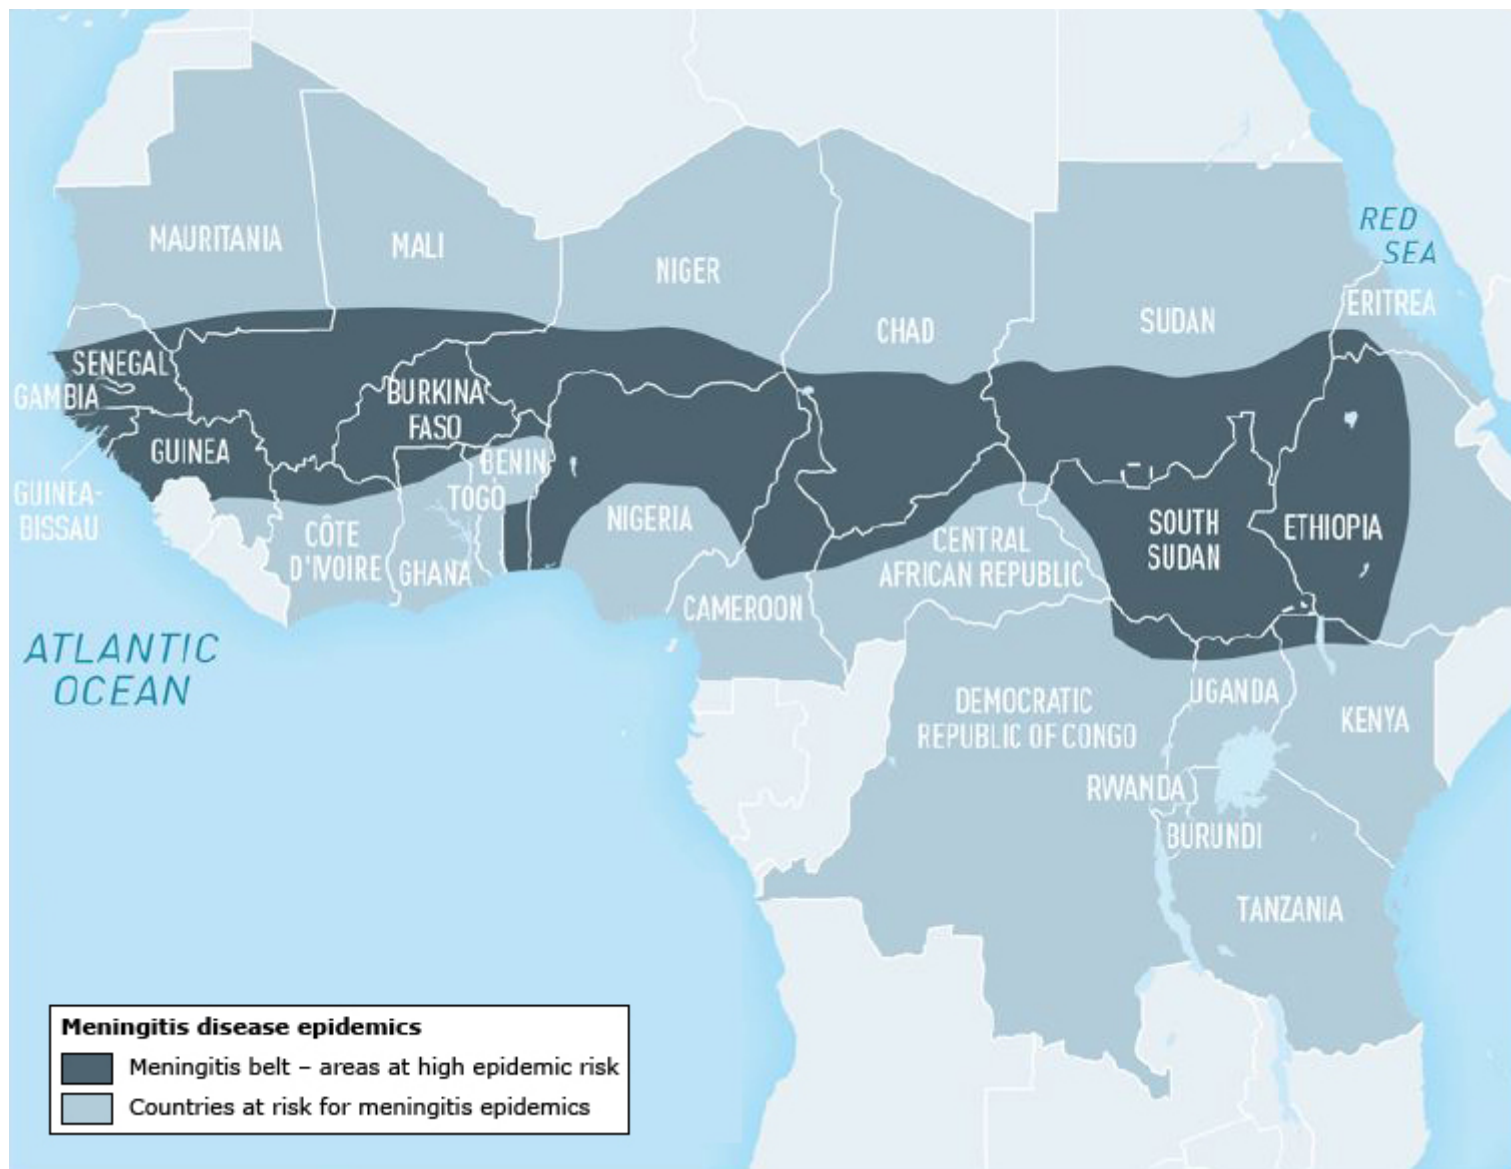 RED
SEA
MAURITANIA
MALI
NIGER
CHAD
SUDAN
ERITREA
SENEGAL
GAMBIA
BURKINA
FASO
GUINEA
BENIN
TOGO
GUINEA-
BISSAU
NIGERIA
CÔTE
D'IVOIRE
GHANA
CENTRAL
AFRICAN REPUBLIC
SOUTH
SUDAN
ETHIOPIA
CAMEROON
ATLANTIC
OCEAN
DEMOCRATIC
REPUBLIC OF CONGO
UGANDA
KENYA
RWANDA
BURUNDI
TANZANIA
Meningitis disease epidemics
Meningitis belt – areas at high epidemic risk
Countries at risk for meningitis epidemics